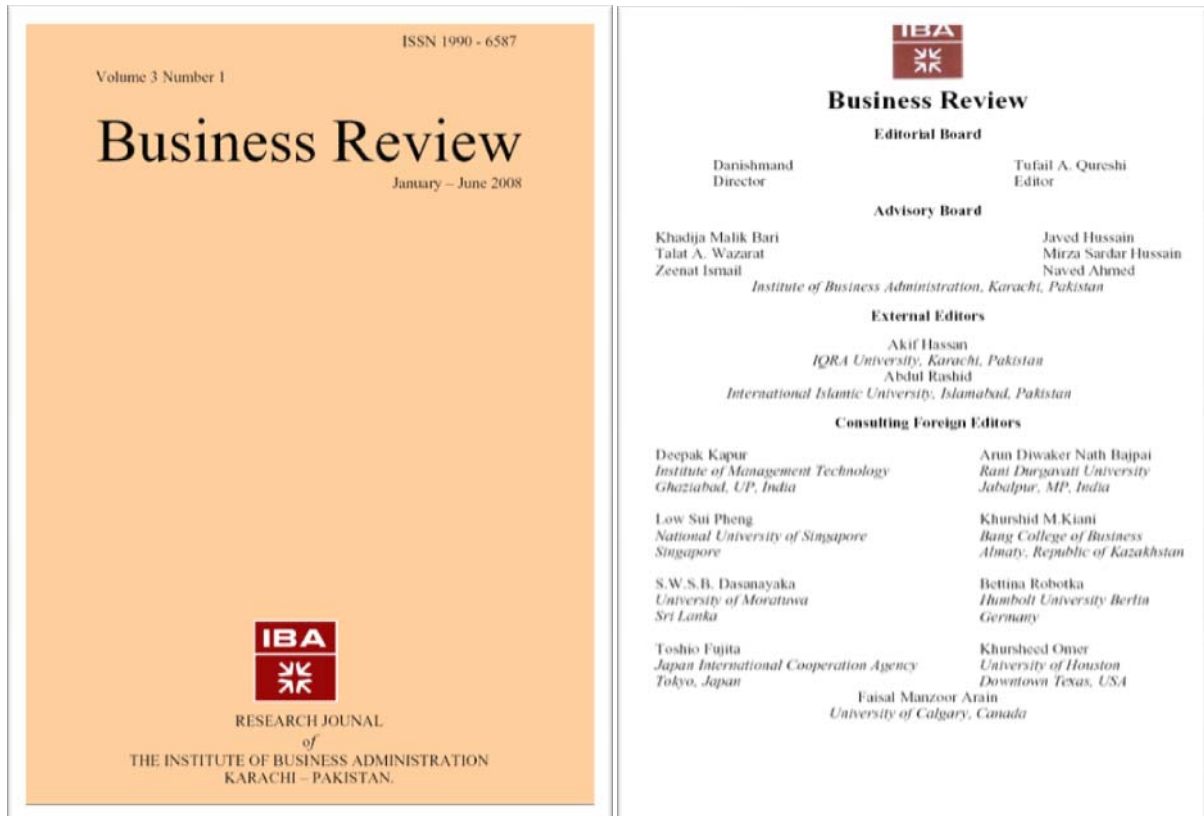 ISSN 1990 - 6587
Volume 3 Number 1
Business Review
January – June 2008
IBA
RESEARCH JOUNAL
of
THE INSTITUTE OF BUSINESS ADMINISTRATION
KARACHI – PAKISTAN.
IBA
Business Review
Editorial Board
Danishmand Tufail A. Qureshi
Director Editor
Advisory Board
Khadija Malik Bari Javed Hussain
Talat A. Wazarat Mirza Sardar Hussain
Zeenat Ismail Naved Ahmed
Institute of Business Administration, Karachi, Pakistan
External Editors
Akif Hassan
IQRA University, Karachi, Pakistan
Abdul Rashid
International Islamic University, Islamabad, Pakistan
Consulting Foreign Editors
Deepak Kapur Arun Diwaker Nath Bajpai
Institute of Management Technology Rani Durgavati University
Ghaziabad, UP, India Jabalpur, MP, India
Low Sui Pheng Khurshid M.Kiani
National University of Singapore Bang College of Business
Singapore Almaty, Republic of Kazakhstan
S.W.S.B. Dasanayaka Bettina Robotka
University of Moratuwa Humbolt University Berlin
Sri Lanka Germany
Toshio Fujita Khursheed Omer
Japan International Cooperation Agency University of Houston
Tokyo, Japan Downtown Texas, USA
Faisal Manzoor Arain
University of Calgary, Canada